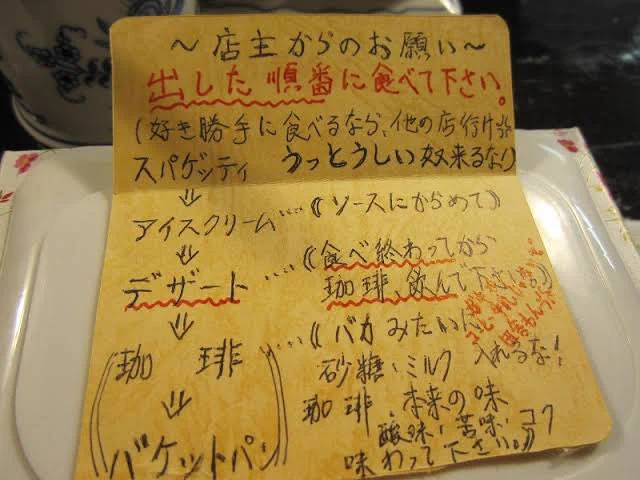 ～店主からのお願い～
出した順番に食べて下さい。
(好き勝手に食べるなら、他の店行け!!
スパゲッティ うっとうしい奴来るな!)
⇓
アイスクリーム…《ソースにからめて》
⇓
デザート…《食べ終わってから
珈琲、飲んで下さい。》
⇓
珈琲…《バカみたいに
砂糖・ミルク 入れるな!
珈琲 本来の味
酸味・苦味・コク
味わって下さい。》
⇓
バケットパン